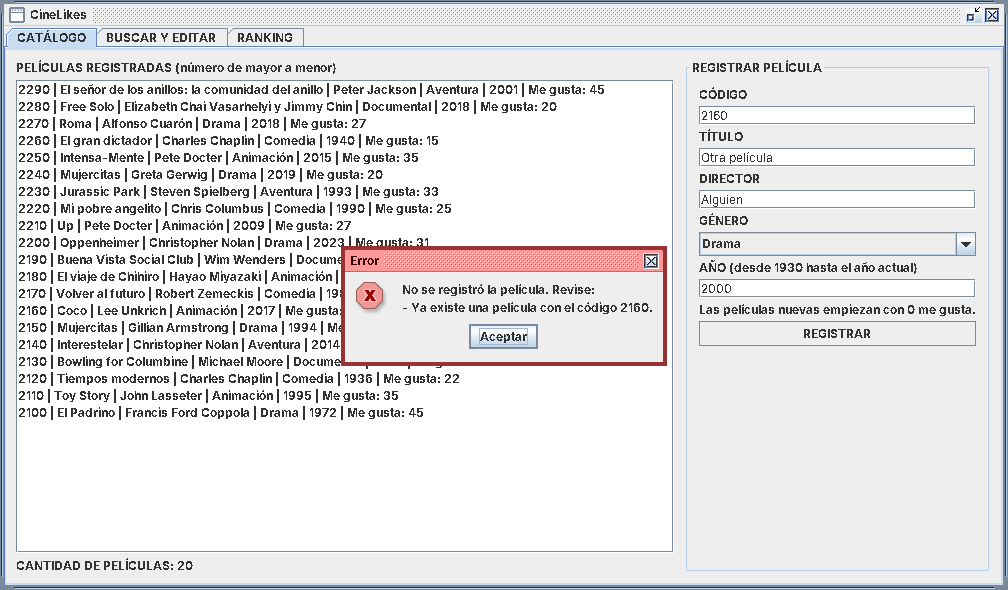 CineLikes
CATÁLOGO
BUSCAR Y EDITAR
RANKING
PELÍCULAS REGISTRADAS (número de mayor a menor)
2290 | El señor de los anillos: la comunidad del anillo | Peter Jackson | Aventura | 2001 | Me gusta: 45
2280 | Free Solo | Elizabeth Chai Vasarhelyi y Jimmy Chin | Documental | 2018 | Me gusta: 20
2270 | Roma | Alfonso Cuarón | Drama | 2018 | Me gusta: 27
2260 | El gran dictador | Charles Chaplin | Comedia | 1940 | Me gusta: 15
2250 | Intensa-Mente | Pete Docter | Animación | 2015 | Me gusta: 35
2240 | Mujercitas | Greta Gerwig | Drama | 2019 | Me gusta: 20
2230 | Jurassic Park | Steven Spielberg | Aventura | 1993 | Me gusta: 33
2220 | Mi pobre angelito | Chris Columbus | Comedia | 1990 | Me gusta: 25
2210 | Up | Pete Docter | Animación | 2009 | Me gusta: 27
2200 | Oppenheimer | Christopher Nolan | Drama | 2023 | Me gusta: 31
2190 | Buena Vista Social Club | Wim Wenders | Docume
2180 | El viaje de Chihiro | Hayao Miyazaki | Animación |
2170 | Volver al futuro | Robert Zemeckis | Comedia | 19
2160 | Coco | Lee Unkrich | Animación | 2017 | Me gusta:
2150 | Mujercitas | Gillian Armstrong | Drama | 1994 | Me
2140 | Interestelar | Christopher Nolan | Aventura | 2014
2130 | Bowling for Columbine | Michael Moore | Docume
2120 | Tiempos modernos | Charles Chaplin | Comedia | 1936 | Me gusta: 22
2110 | Toy Story | John Lasseter | Animación | 1995 | Me gusta: 35
2100 | El Padrino | Francis Ford Coppola | Drama | 1972 | Me gusta: 45
CANTIDAD DE PELÍCULAS: 20
Error
No se registró la película. Revise:
- Ya existe una película con el código 2160.
Aceptar
REGISTRAR PELÍCULA
CÓDIGO
2160
TÍTULO
Otra película
DIRECTOR
Alguien
GÉNERO
Drama
AÑO (desde 1930 hasta el año actual)
2000
Las películas nuevas empiezan con 0 me gusta.
REGISTRAR